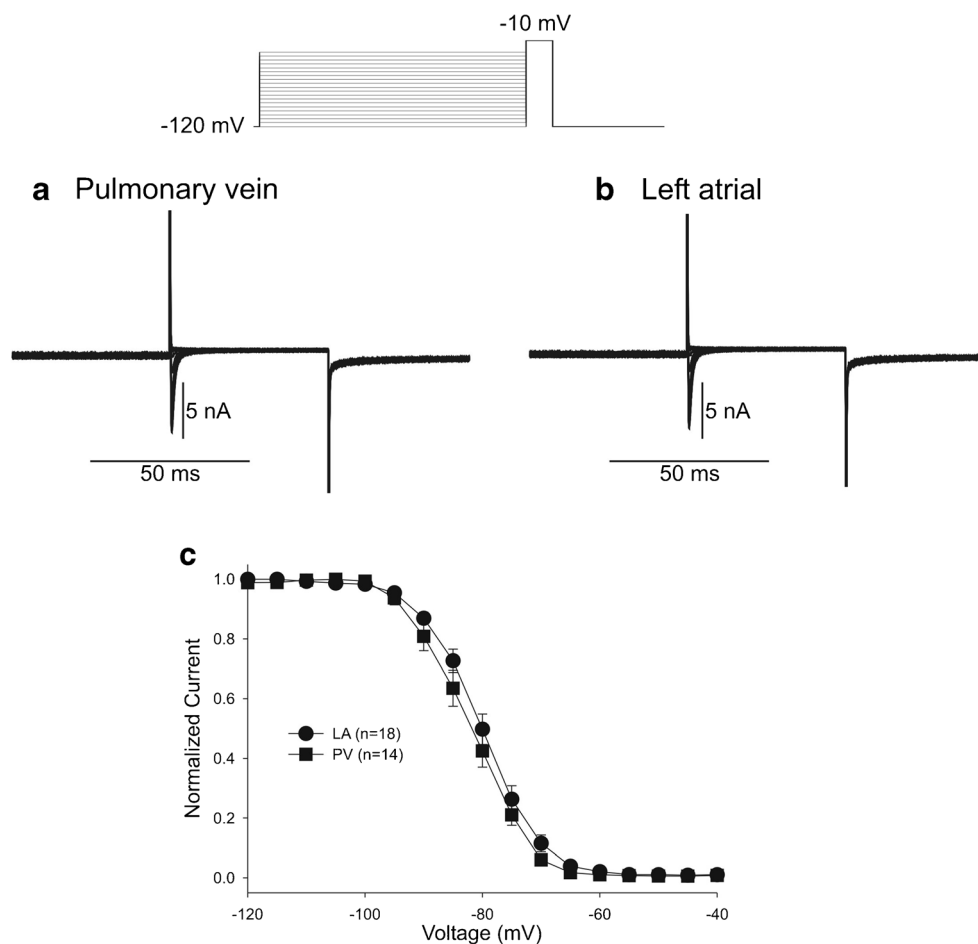 -10 mV
-120 mV
a Pulmonary vein
b Left atrial
5 nA
5 nA
50 ms
50 ms
c
1.0
0.8
0.6
0.4
0.2
0.0
Normalized Current
LA (n=18)
PV (n=14)
-120 -100 -80 -60 -40
Voltage (mV)